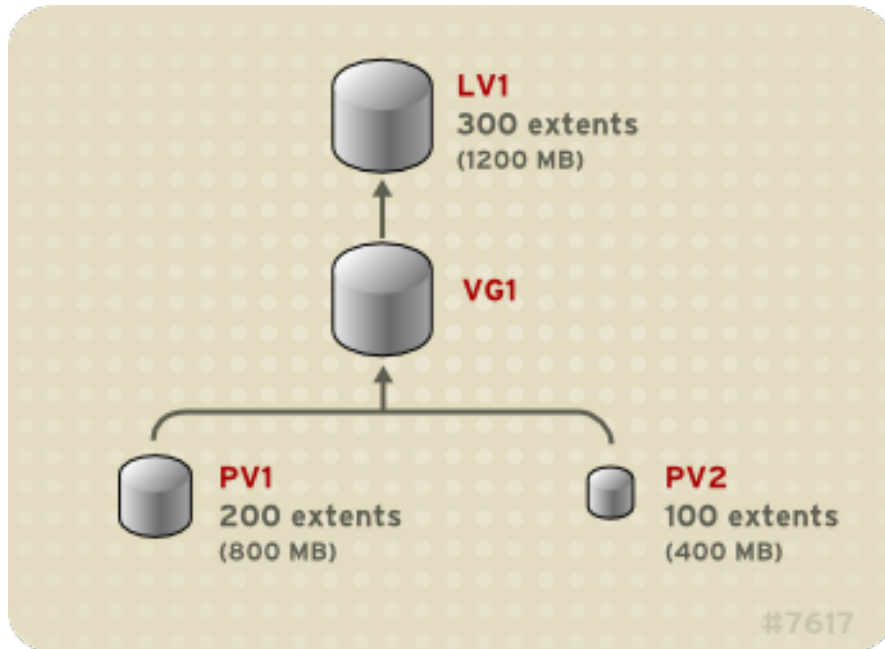 LV1
300 extents
(1200 MB)
VG1
PV1
200 extents
(800 MB)
PV2
100 extents
(400 MB)
#7617